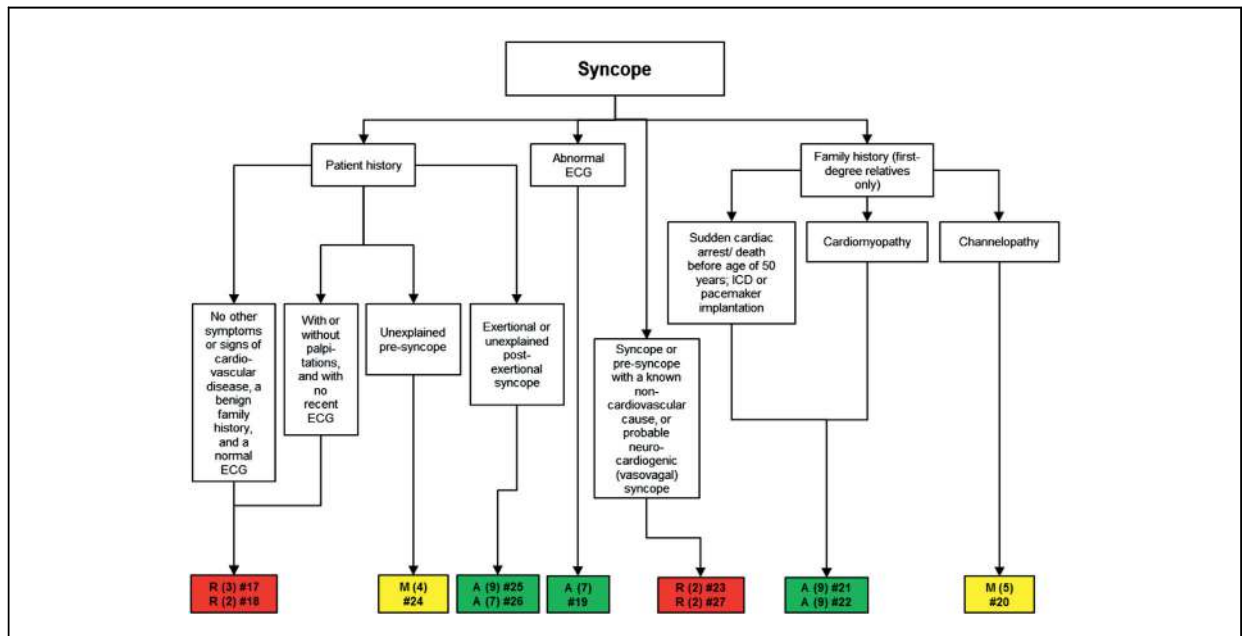 Syncope
Patient history
Abnormal
ECG
Family history (first-
degree relatives
only)
Sudden cardiac
arrest/ death
before age of 50
years; ICD or
pacemaker
implantation
Cardiomyopathy
Channelopathy
No other
symptoms
or signs of
cardio-
vascular
disease, a
benign
family
history,
and a
normal
ECG
With or
without
palpi-
tations,
and with
no
recent
ECG
Unexplained
pre-syncope
Exertional or
unexplained
post-
exertional
syncope
Syncope or
pre-syncope
with a known
non-
cardiovascular
cause, or
probable
neuro-
cardiogenic
(vasovagal)
syncope
R (3) #17
R (2) #18
M (4)
#24
A (9) #25
A (7) #26
A (7)
#19
R (2) #23
R (2) #27
A (9) #21
A (9) #22
M (5)
#20